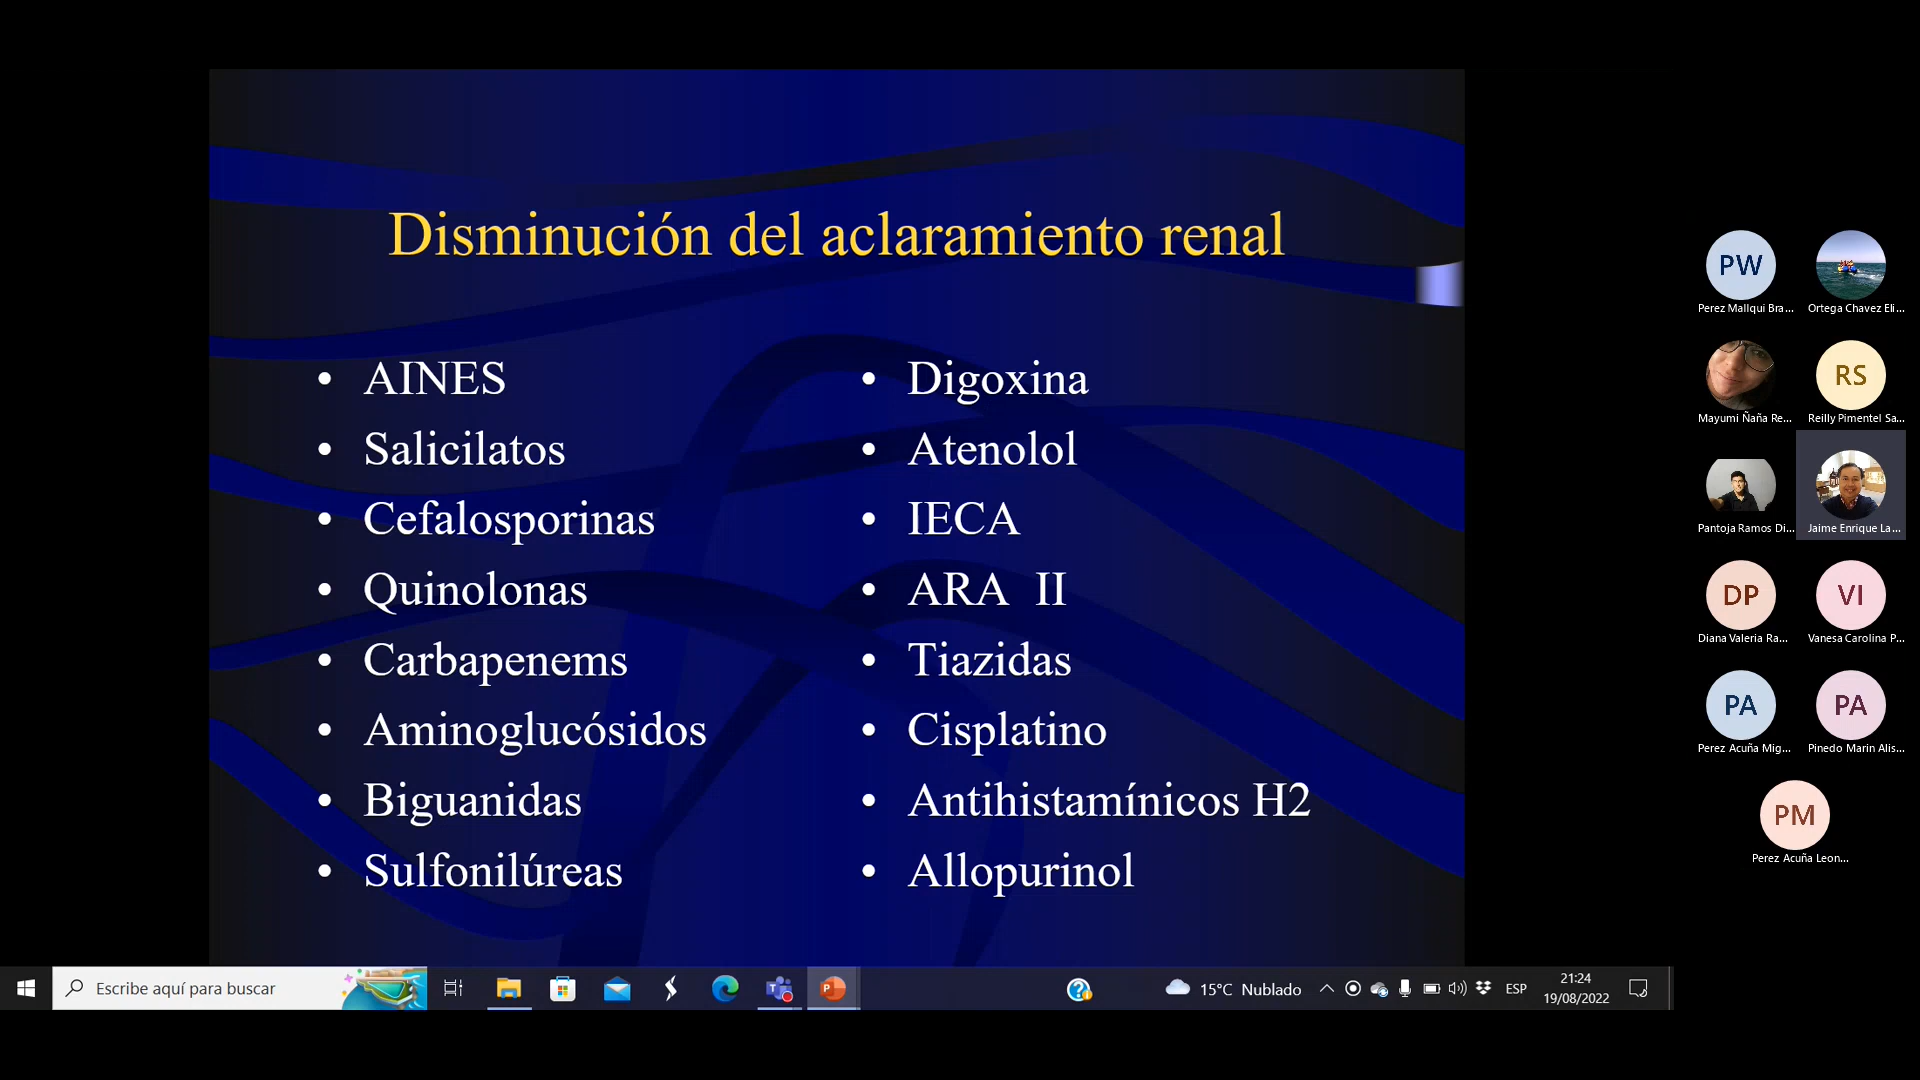 Disminución del aclaramiento renal
• AINES
• Salicilatos
• Cefalosporinas
• Quinolonas
• Carbapenems
• Aminoglucósidos
• Biguanidas
• Sulfonilúreas
• Digoxina
• Atenolol
• IECA
• ARA II
• Tiazidas
• Cisplatino
• Antihistamínicos H2
• Allopurinol
PW
Perez Mallqui Bra...
Ortega Chavez Eli...
Mayumi Ñaña Re...
RS
Reilly Pimentel Sa...
Pantoja Ramos Di...
Jaime Enrique La...
DP
Diana Valeria Ra...
VI
Vanesa Carolina P...
PA
Perez Acuña Mig...
PA
Pinedo Marin Alis...
PM
Perez Acuña Leon...
Escribe aquí para buscar
15°C Nublado
ESP
21:24
19/08/2022